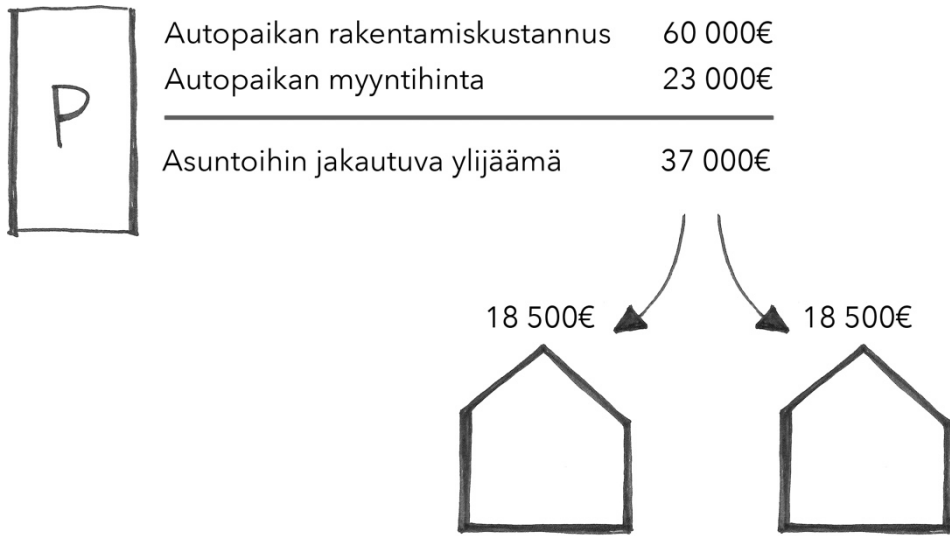 P
Autopaikan rakentamiskustannus 60 000€
Autopaikan myyntihinta 23 000€
Asuntoihin jakautuva ylijäämä 37 000€
18 500€ 18 500€